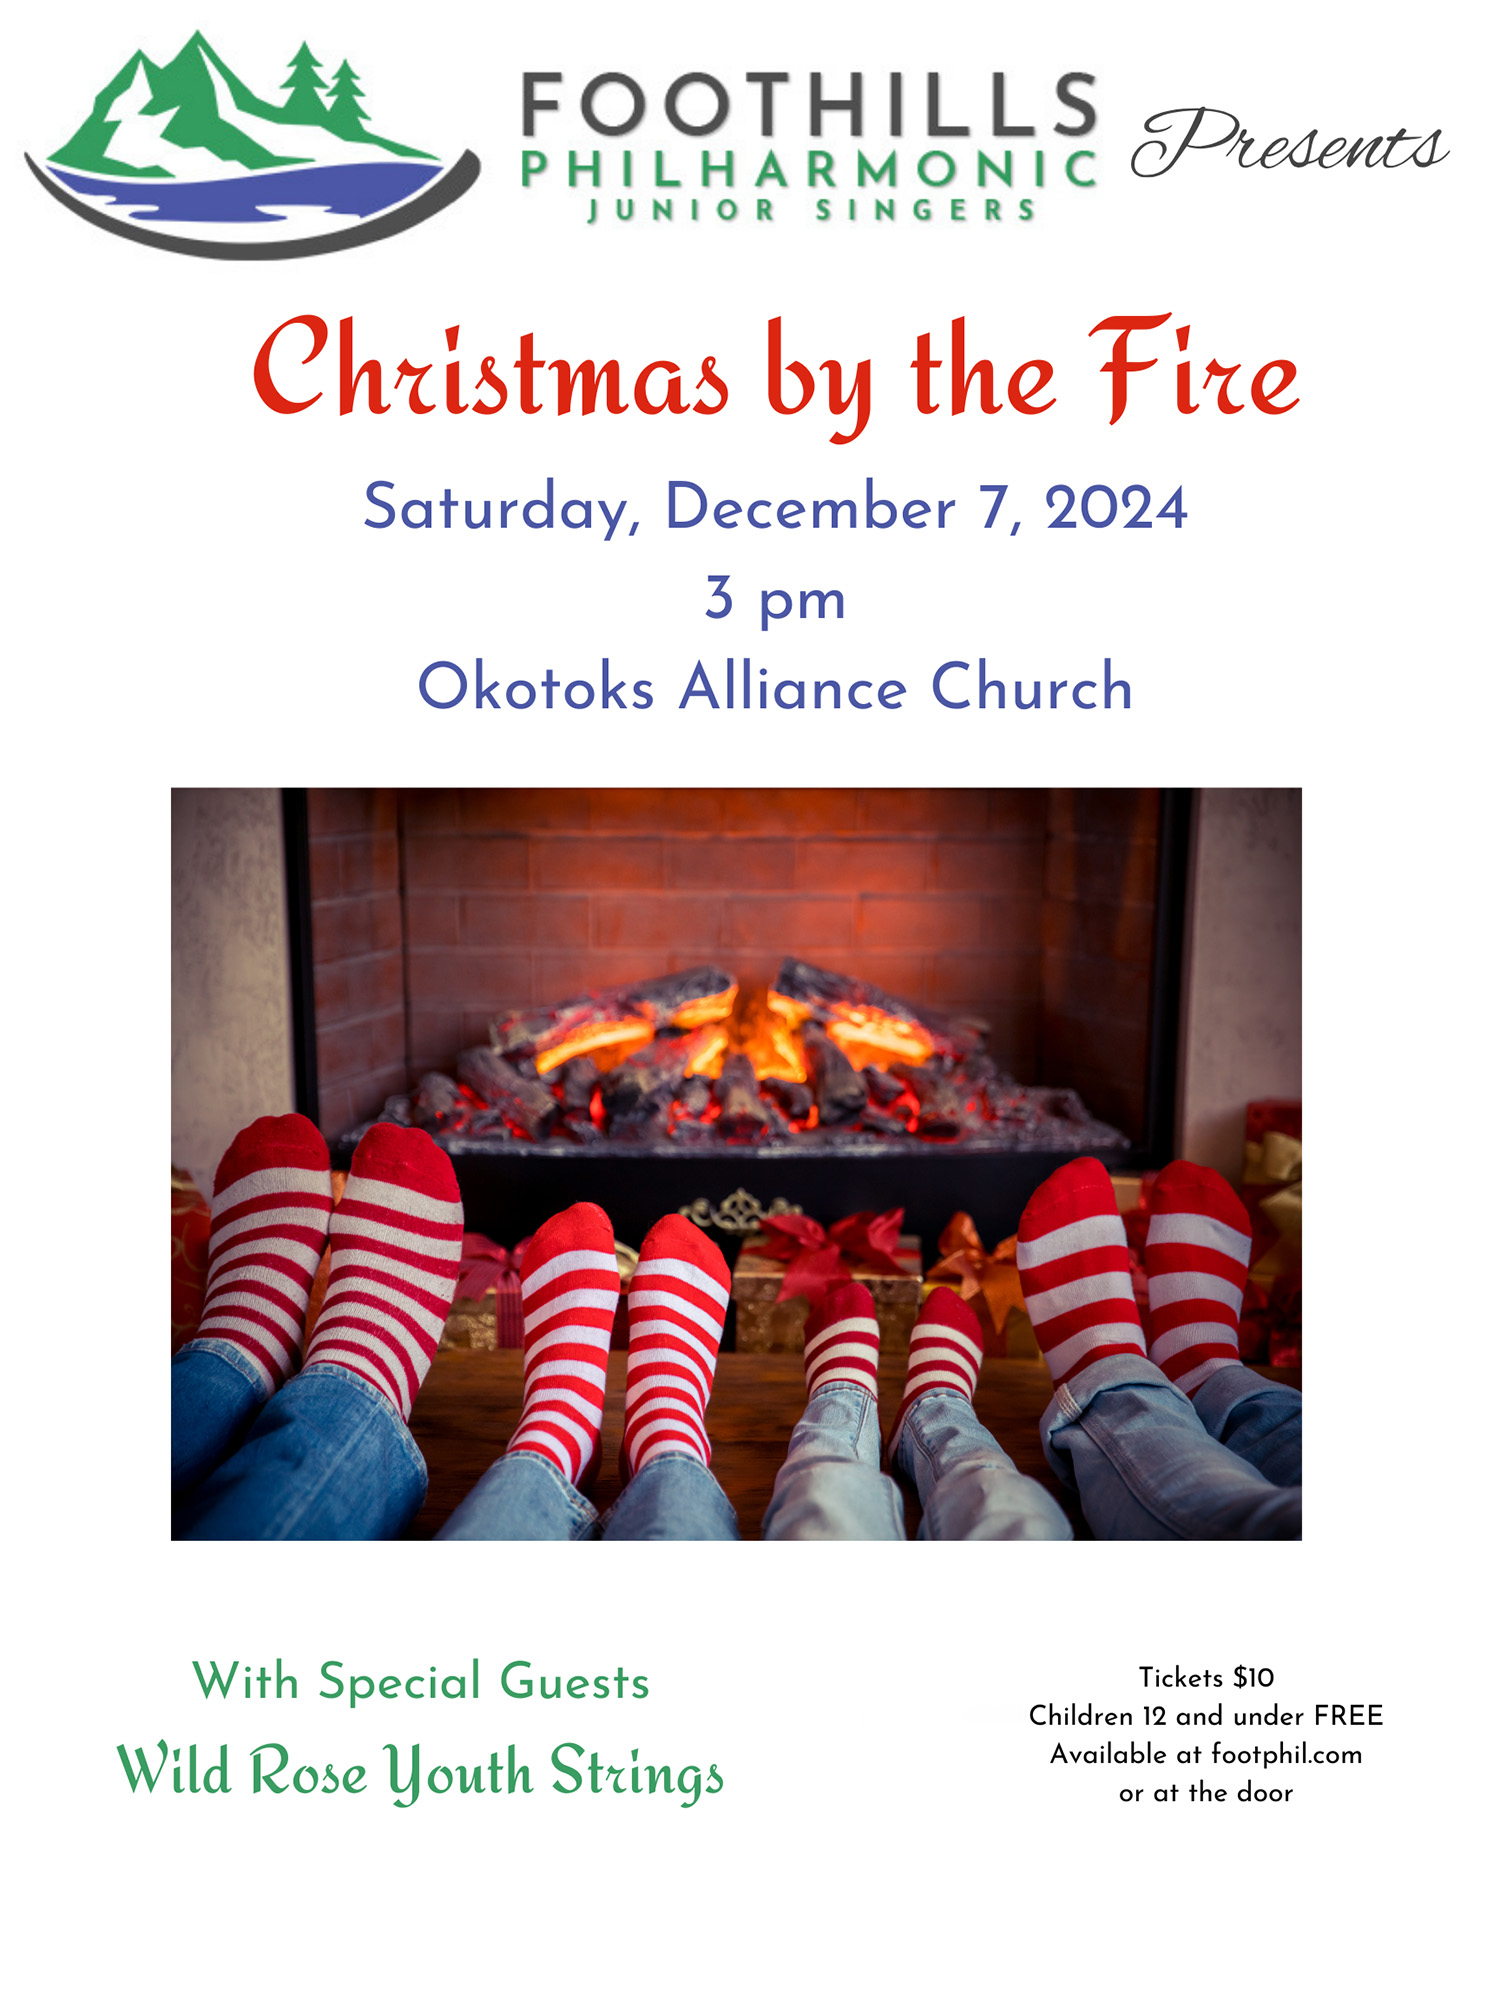 FOOTHILLS
PHILHARMONIC
JUNIOR SINGERS
Presents
Christmas by the Fire
Saturday, December 7, 2024
3 pm
Okotoks Alliance Church
With Special Guests
Wild Rose Youth Strings
Tickets $10
Children 12 and under FREE
Available at footphil.com
or at the door